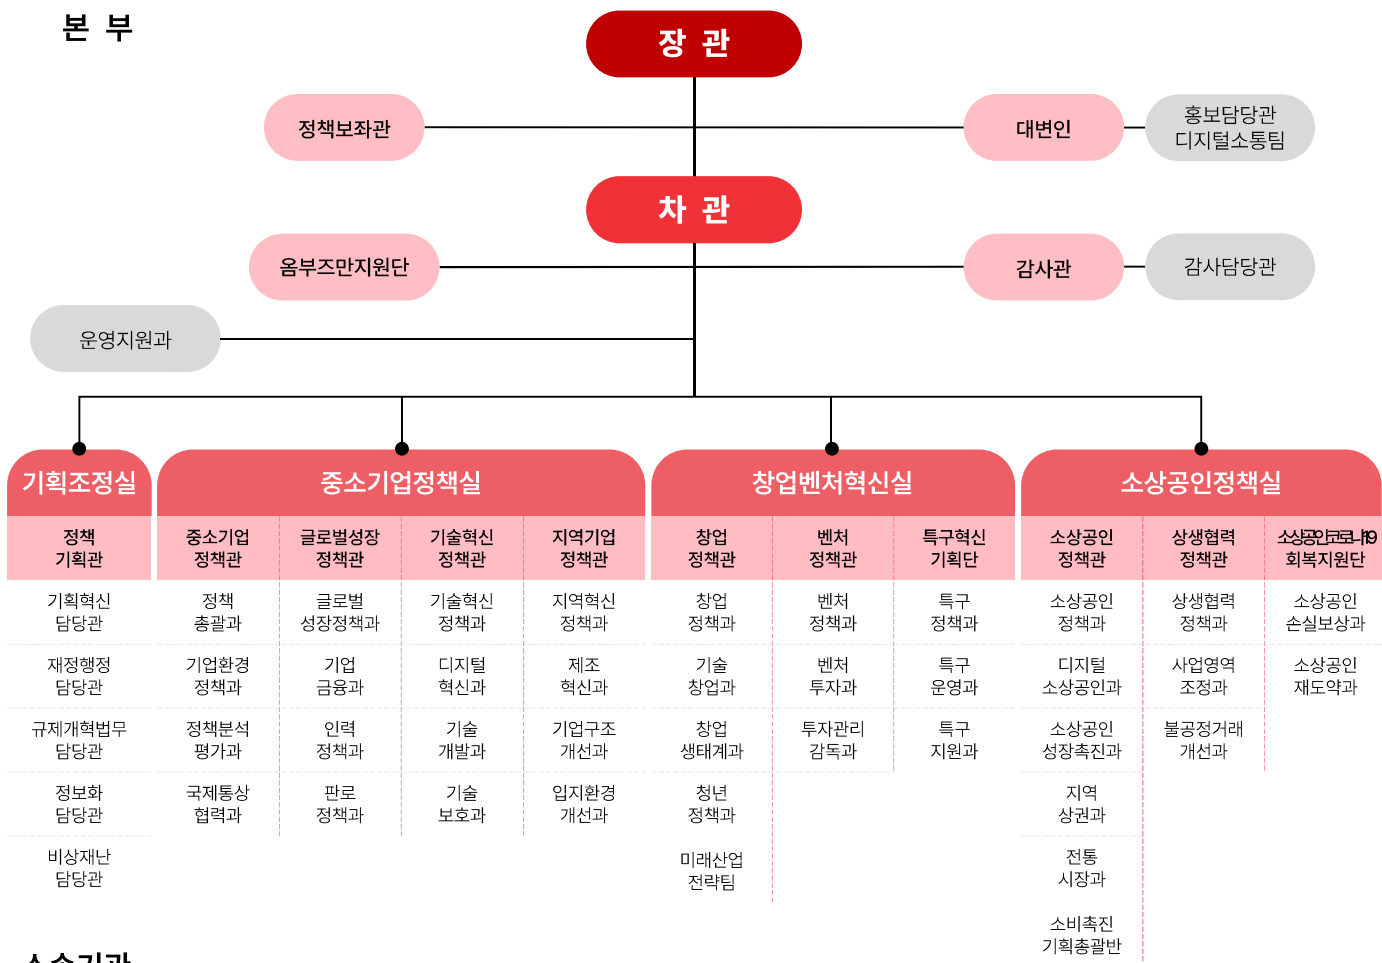 본 부
장 관
정책보좌관
대변인
홍보담당관
디지털소통팀
차 관
옴부즈만지원단
감사관
감사담당관
운영지원과
기획조정실
중소기업정책실
창업벤처혁신실
소상공인정책실
정책
기획관
중소기업
정책관
글로벌성장
정책관
기술혁신
정책관
지역기업
정책관
창업
정책관
벤처
정책관
특구혁신
기획단
소상공인
정책관
상생협력
정책관
소상공인코로나19
회복지원단
기획혁신
담당관
재정행정
담당관
규제개혁법무
담당관
정보화
담당관
비상재난
담당관
정책
총괄과
기업환경
정책과
정책분석
평가과
국제통상
협력과
글로벌
성장정책과
기업
금융과
인력
정책과
판로
정책과
기술혁신
정책과
디지털
혁신과
기술
개발과
기술
보호과
지역혁신
정책과
제조
혁신과
기업구조
개선과
입지환경
개선과
창업
정책과
기술
창업과
창업
생태계과
청년
정책과
미래산업
전략팀
벤처
정책과
벤처
투자과
투자관리
감독과
특구
정책과
특구
운영과
특구
지원과
소상공인
정책과
디지털
소상공인과
소상공인
성장촉진과
지역
상권과
전통
시장과
소비촉진
기획총괄반
상생협력
정책과
사업영역
조정과
불공정거래
개선과
소상공인
손실보상과
소상공인
재도약과
소속기관